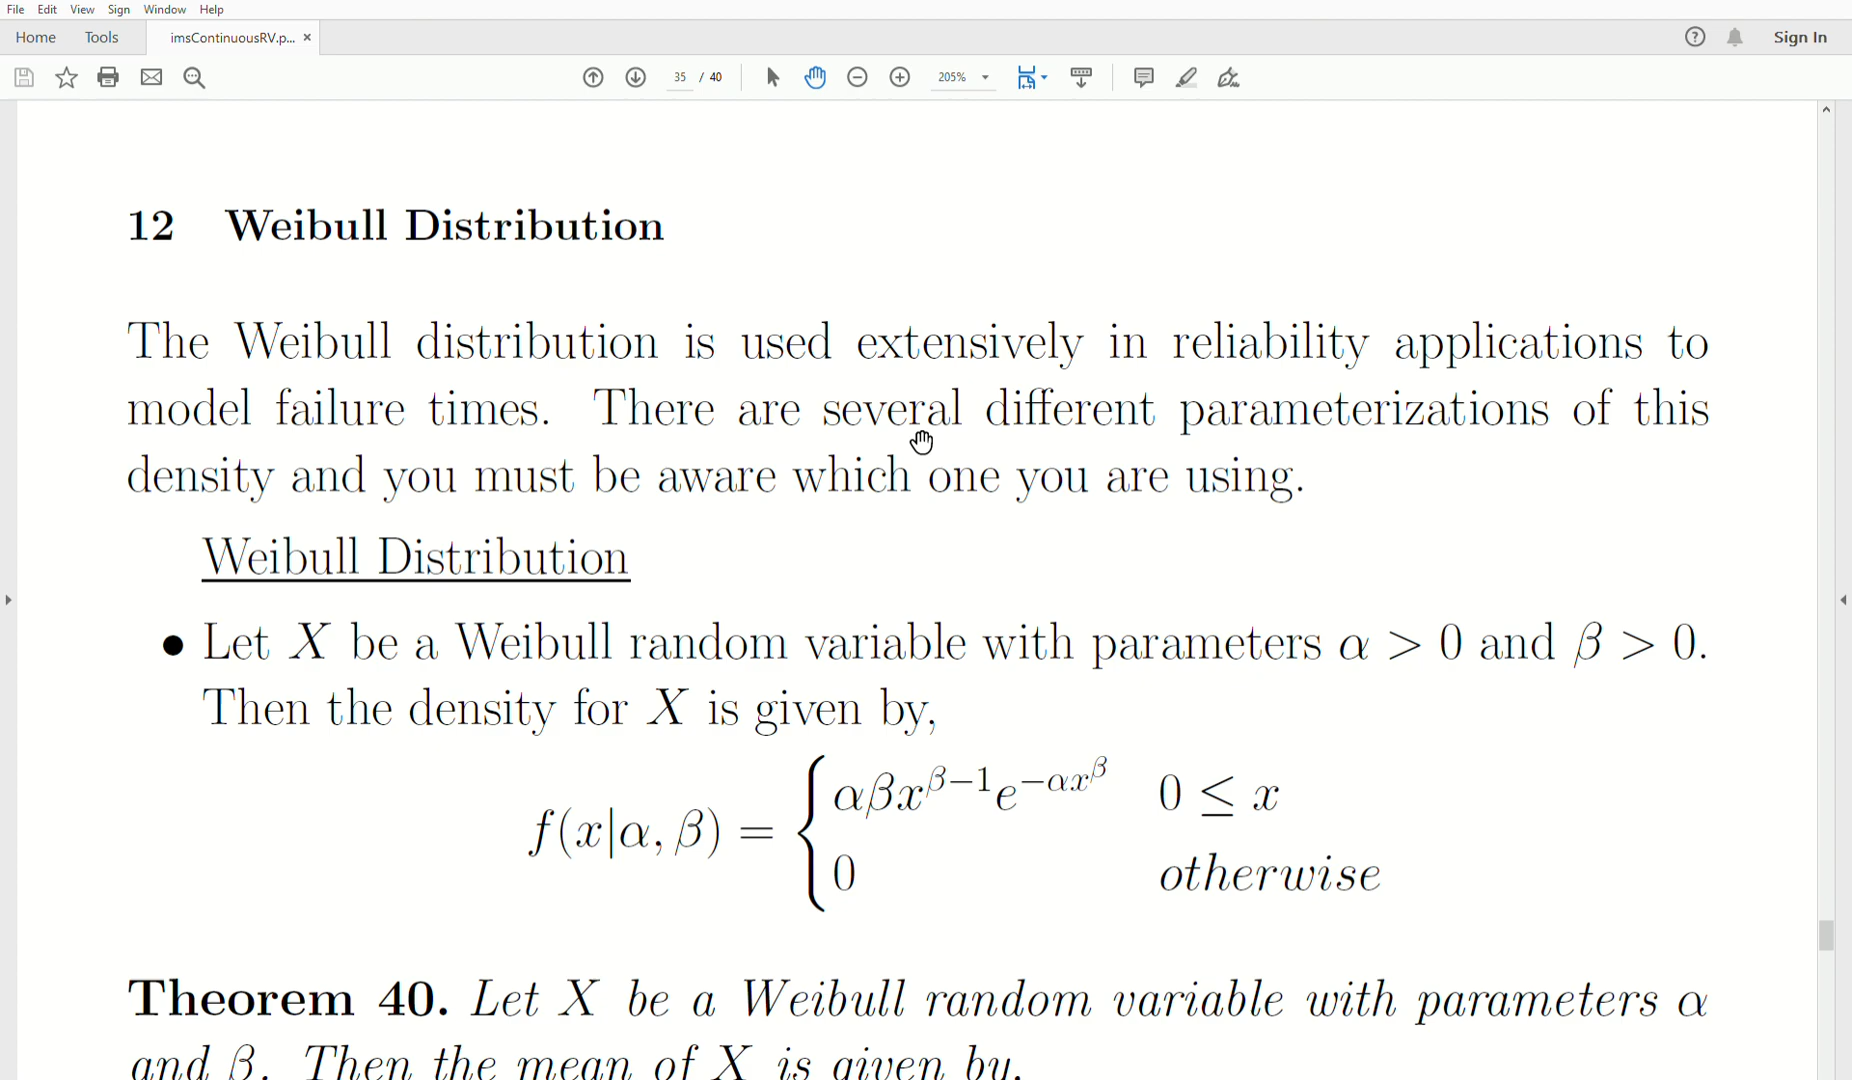 File Edit View Sign Window Help
Home Tools imsContinuousRV.p... × Sign In
35 / 40 205%
12 Weibull Distribution
The Weibull distribution is used extensively in reliability applications to
model failure times. There are several different parameterizations of this
density and you must be aware which one you are using.
Weibull Distribution
• Let X be a Weibull random variable with parameters α > 0 and β > 0.
Then the density for X is given by,
f(x|α, β) = { αβx^{β−1}e^{−αx^β} 0 ≤ x
0 otherwise
Theorem 40. Let X be a Weibull random variable with parameters α
and β. Then the mean of X is given by,